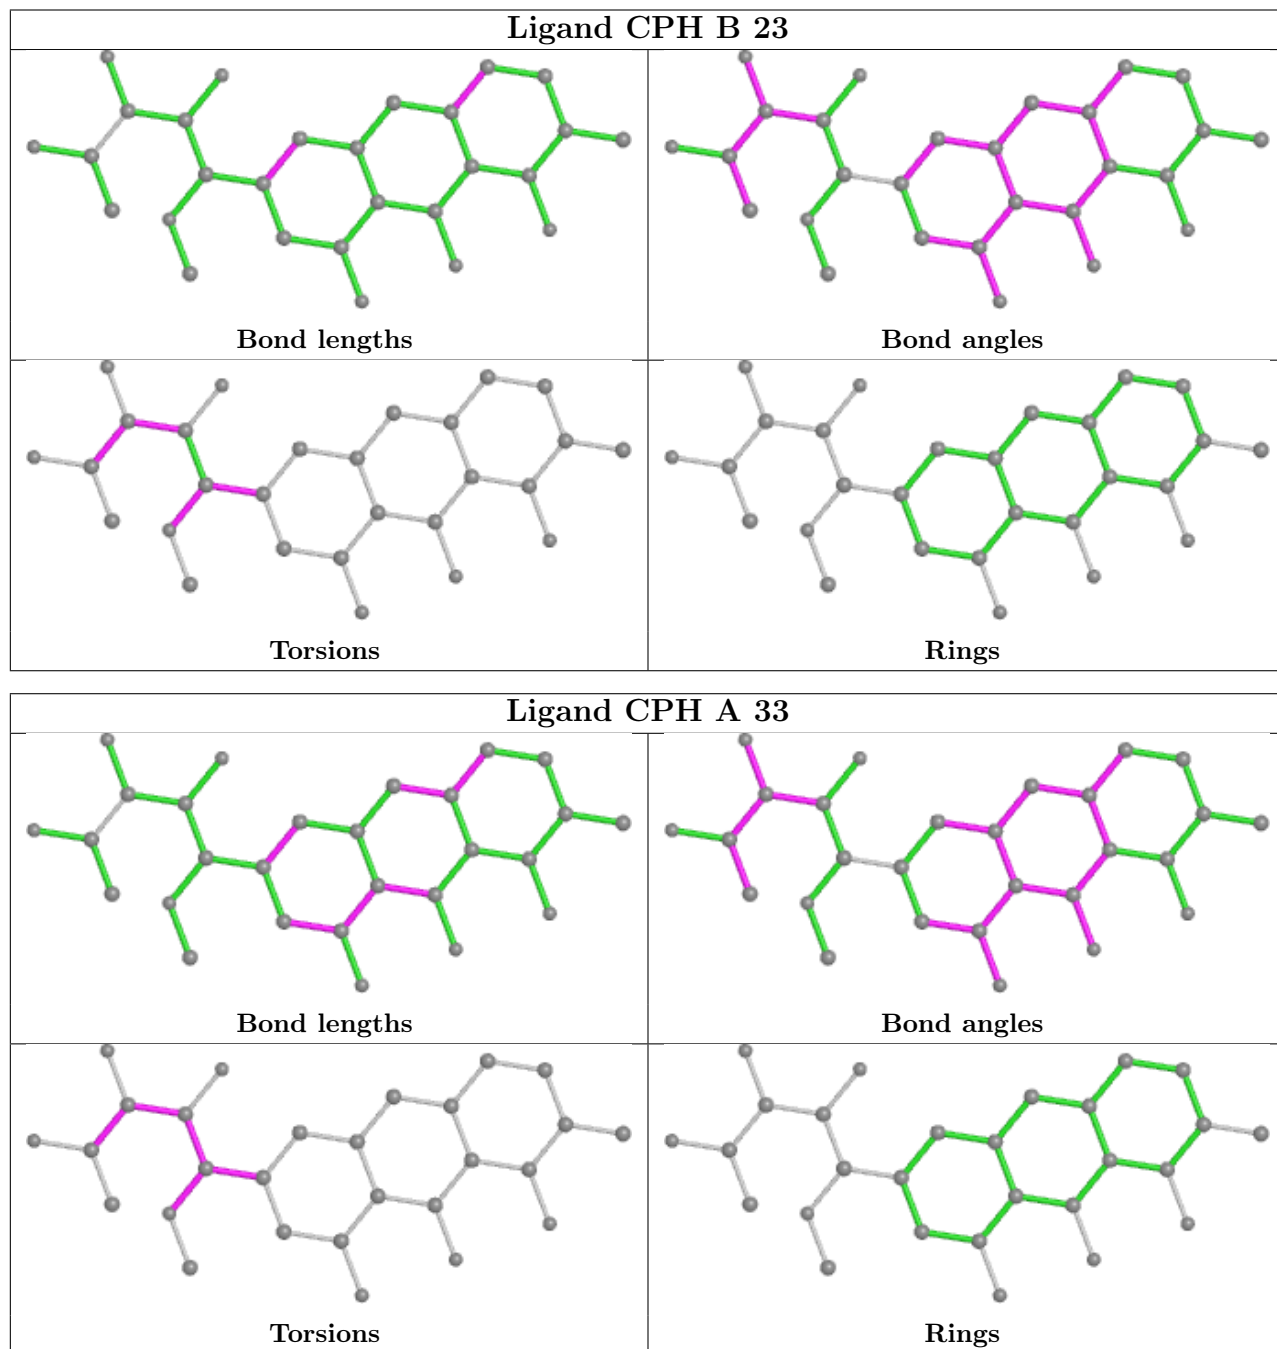 Ligand CPH B 23
Bond lengths
Bond angles
Torsions
Rings
Ligand CPH A 33
Bond lengths
Bond angles
Torsions
Rings